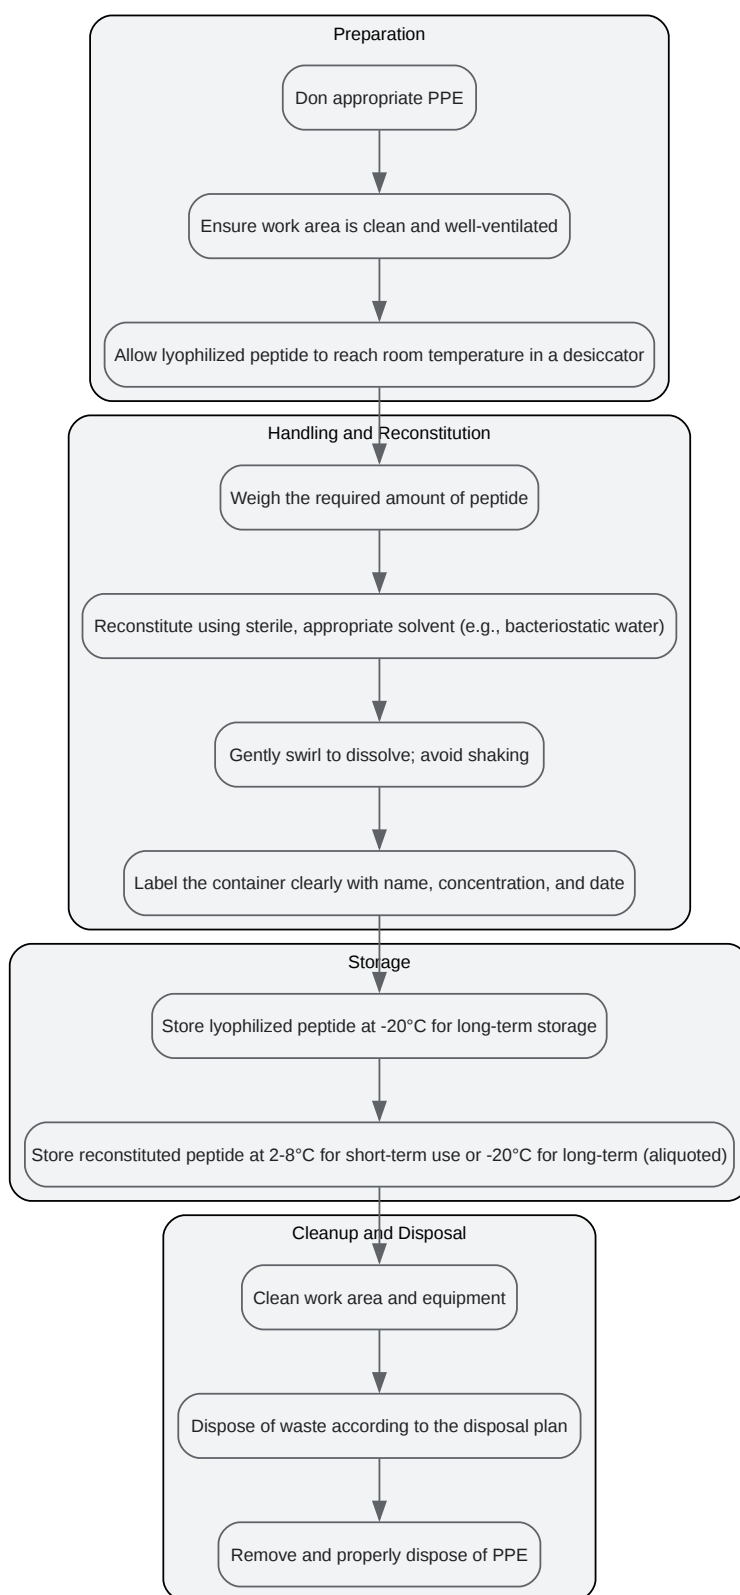 Preparation
Don appropriate PPE
Ensure work area is clean and well-ventilated
Allow lyophilized peptide to reach room temperature in a desiccator
Handling and Reconstitution
Weigh the required amount of peptide
Reconstitute using sterile, appropriate solvent (e.g., bacteriostatic water)
Gently swirl to dissolve; avoid shaking
Label the container clearly with name, concentration, and date
Storage
Store lyophilized peptide at -20°C for long-term storage
Store reconstituted peptide at 2-8°C for short-term use or -20°C for long-term (aliquoted)
Cleanup and Disposal
Clean work area and equipment
Dispose of waste according to the disposal plan
Remove and properly dispose of PPE